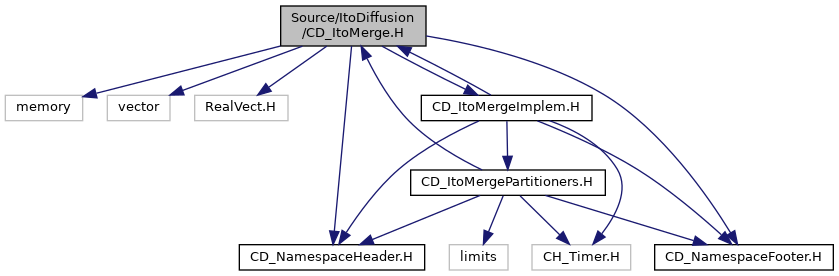 Source/ItoDiffusion
/CD_ItoMerge.H
memory
vector
RealVect.H
CD_ItoMergeImplem.H
CD_ItoMergePartitioners.H
CD_NamespaceHeader.H
limits
CH_Timer.H
CD_NamespaceFooter.H